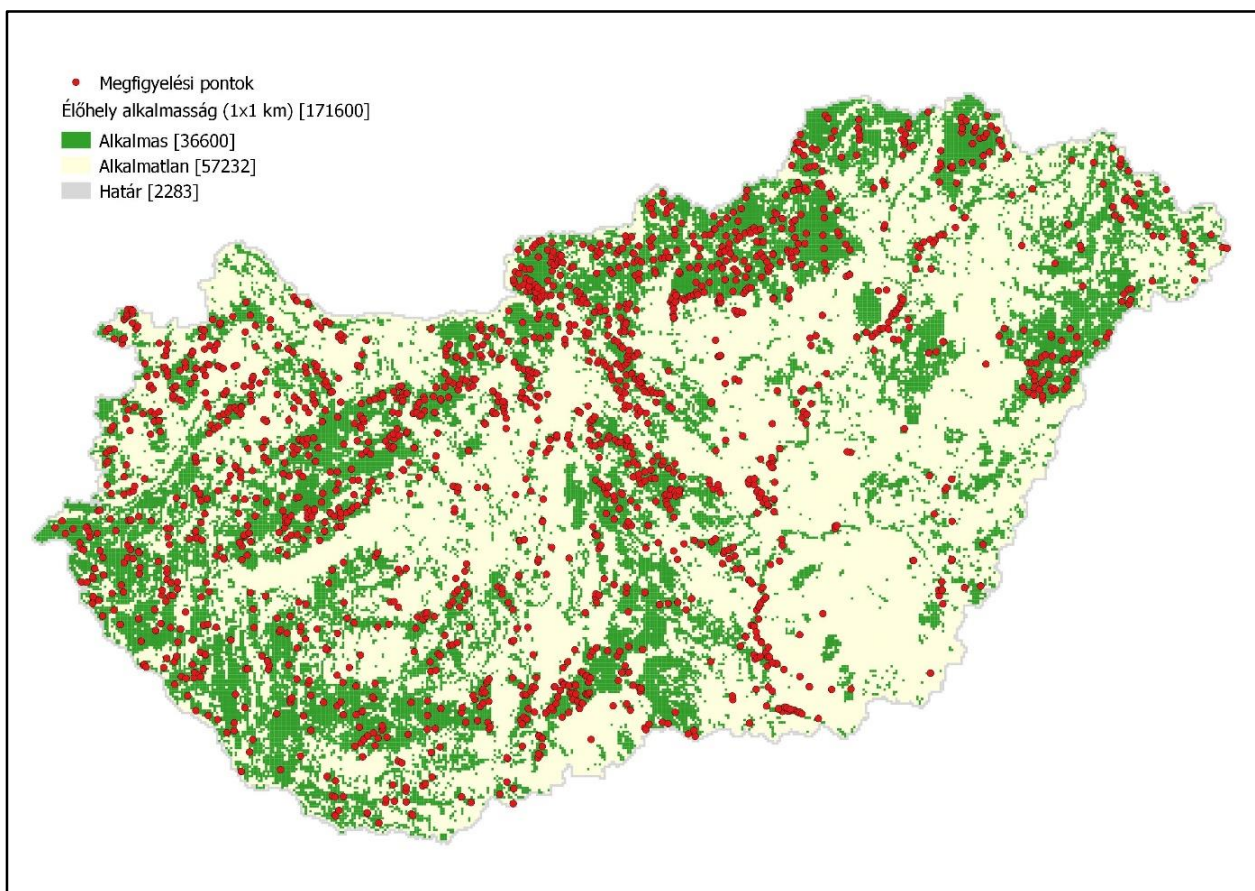 Megfigyelési pontok
Élőhely alkalmasság (1x1 km) [171600]
Alkalmas [36600]
Alkalmatlan [57232]
Határ [2283]